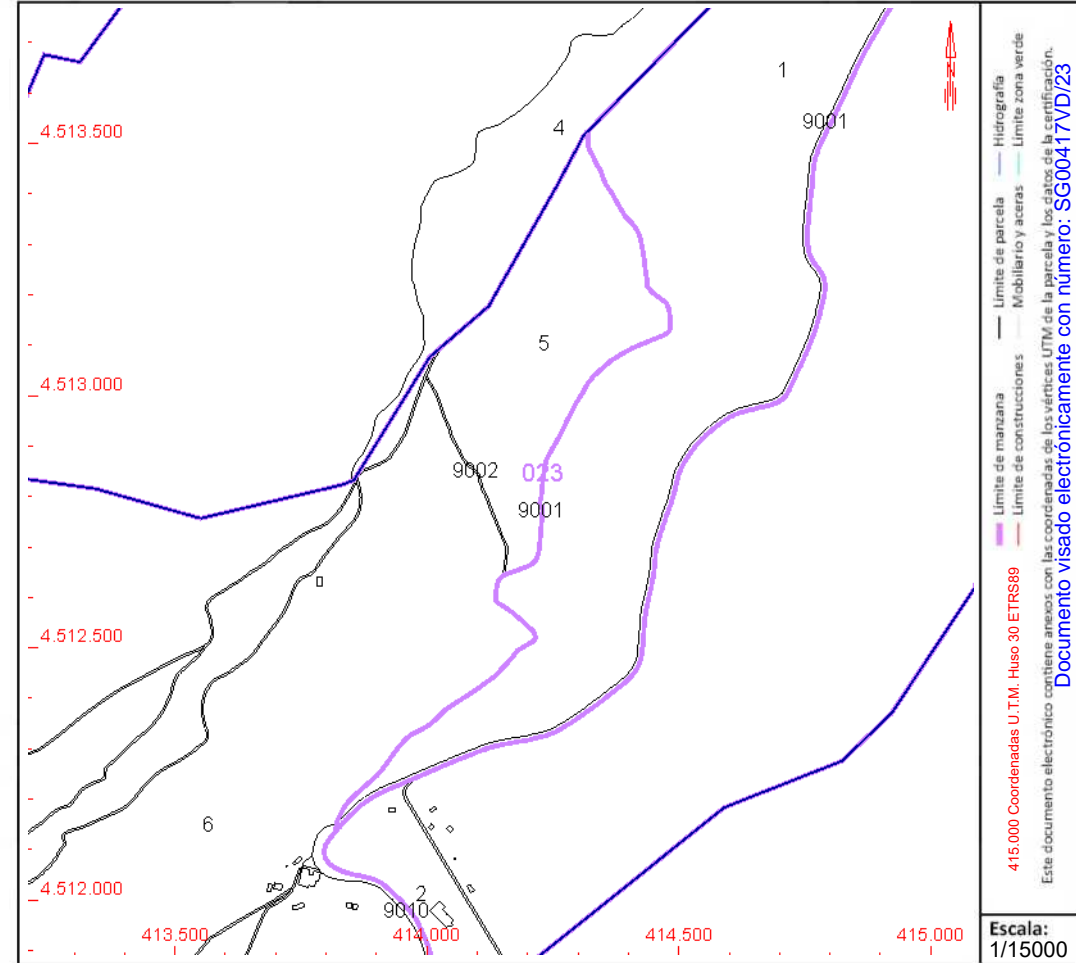 1
9001
4.513.500
4
5
4.513.000
9002
023
9001
4.512.500
6
4.512.000
2
9010
413.500
414.000
414.500
415.000
N
Límite de manzana
Límite de parcela
Hidrografía
Límite de construcciones
Mobiliario y aceras
Límite zona verde
415.000 Coordenadas U.T.M. Huso 30 ETRS89
Este documento electrónico contiene anexos con las coordenadas de los vértices UTM de la parcela y los datos de la certificación.
Documento visado electrónicamente con número: SG00417VD/23
Escala:
1/15000